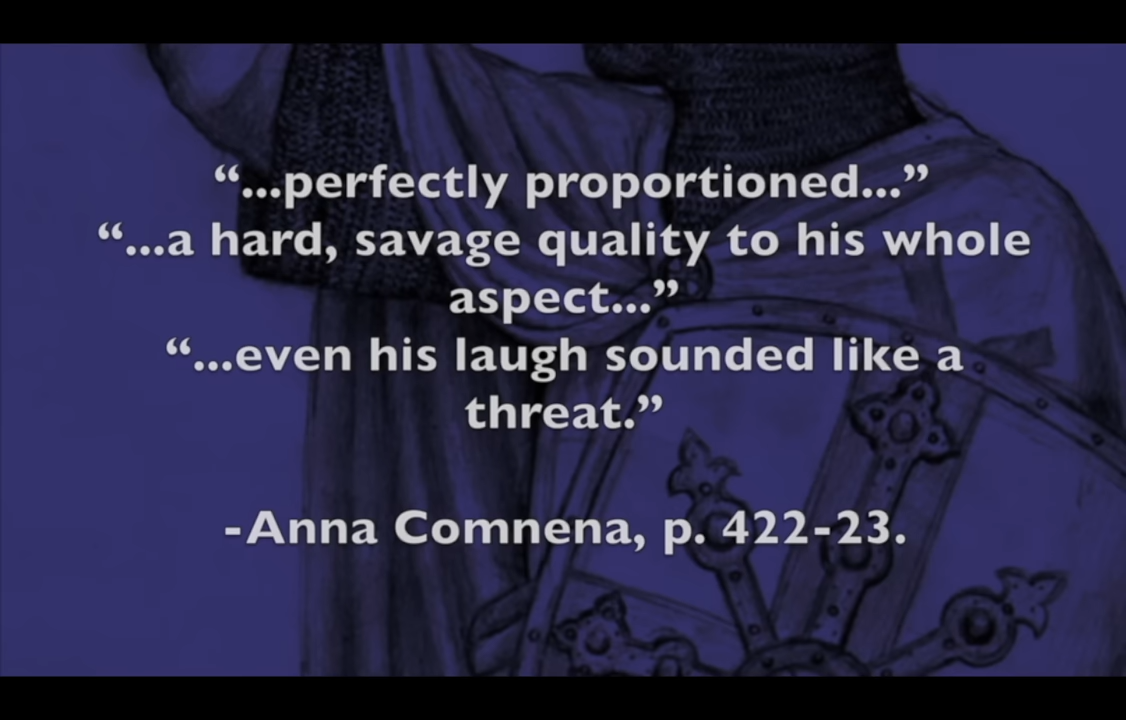 “...perfectly proportioned...”
“...a hard, savage quality to his whole
aspect...”
“...even his laugh sounded like a
threat.”
-Anna Comnena, p. 422-23.